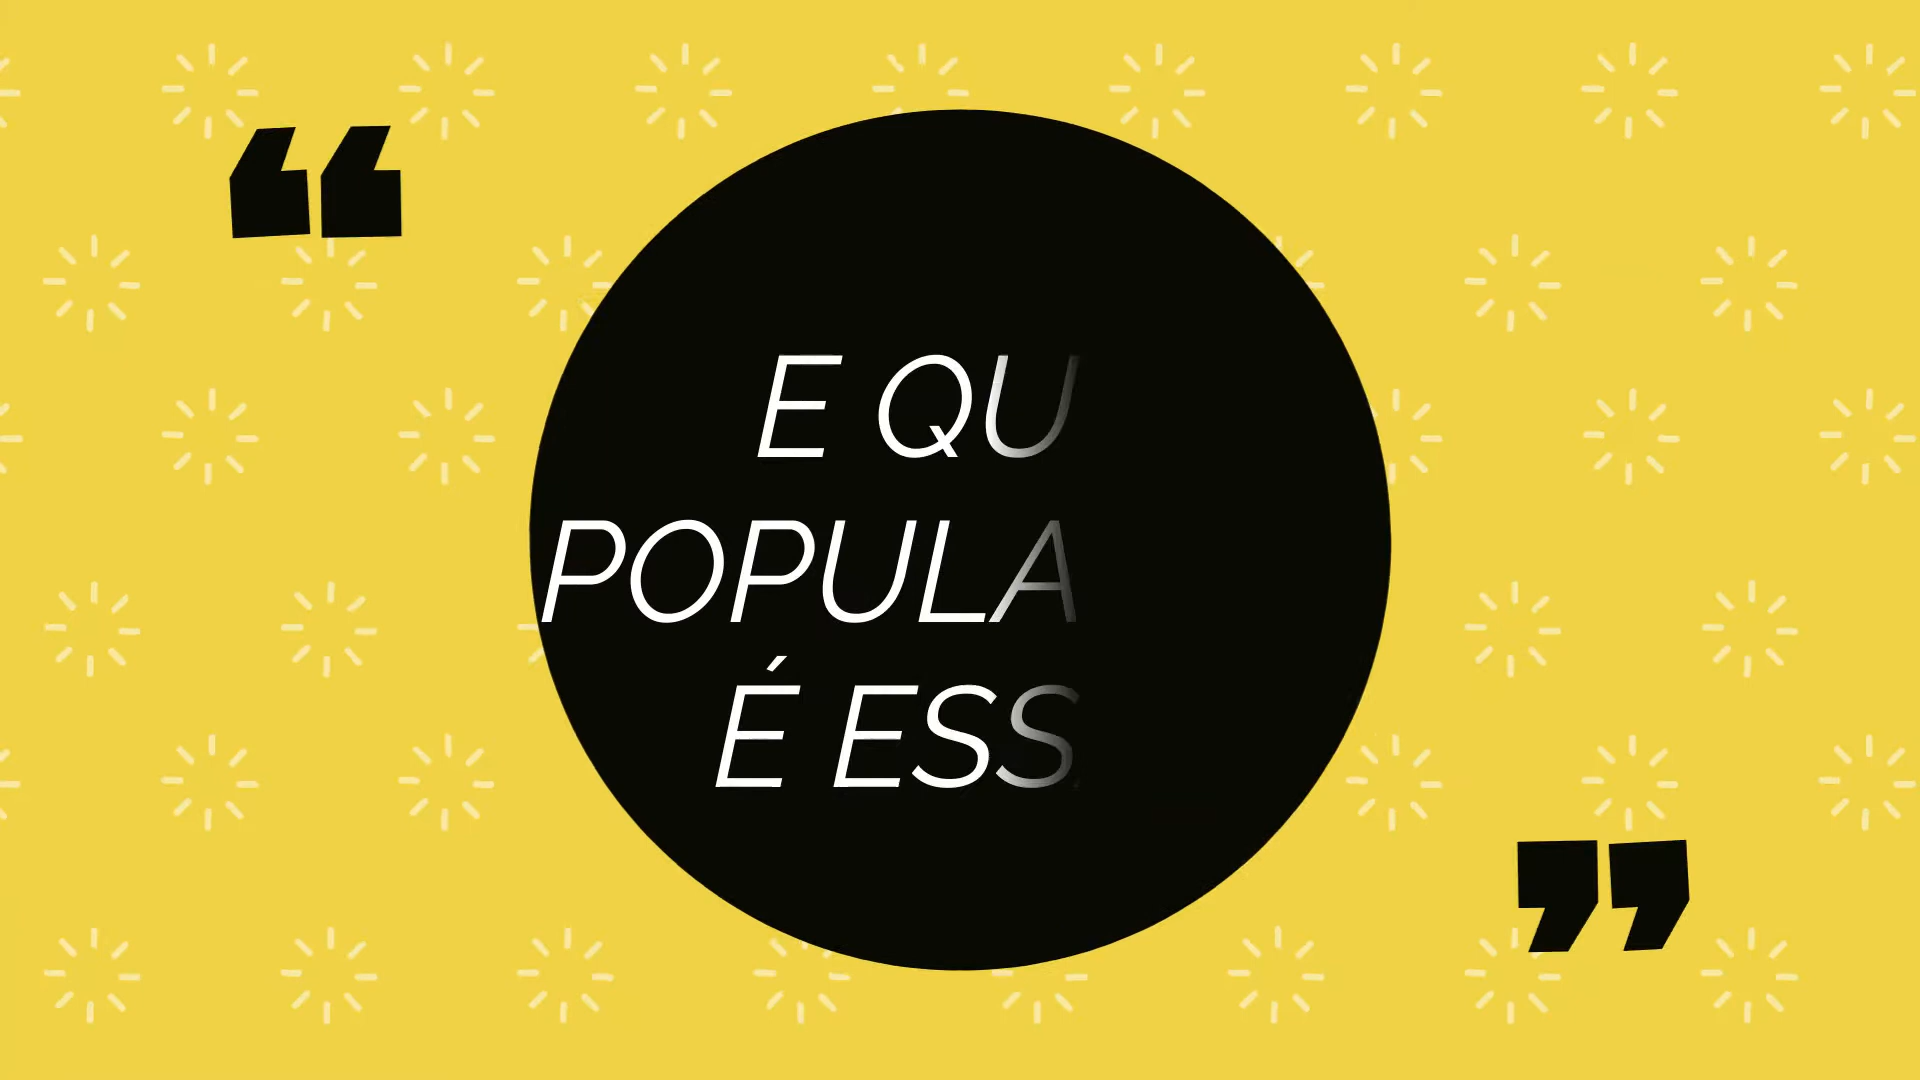 “
E QU
POPULA
É ESS
”